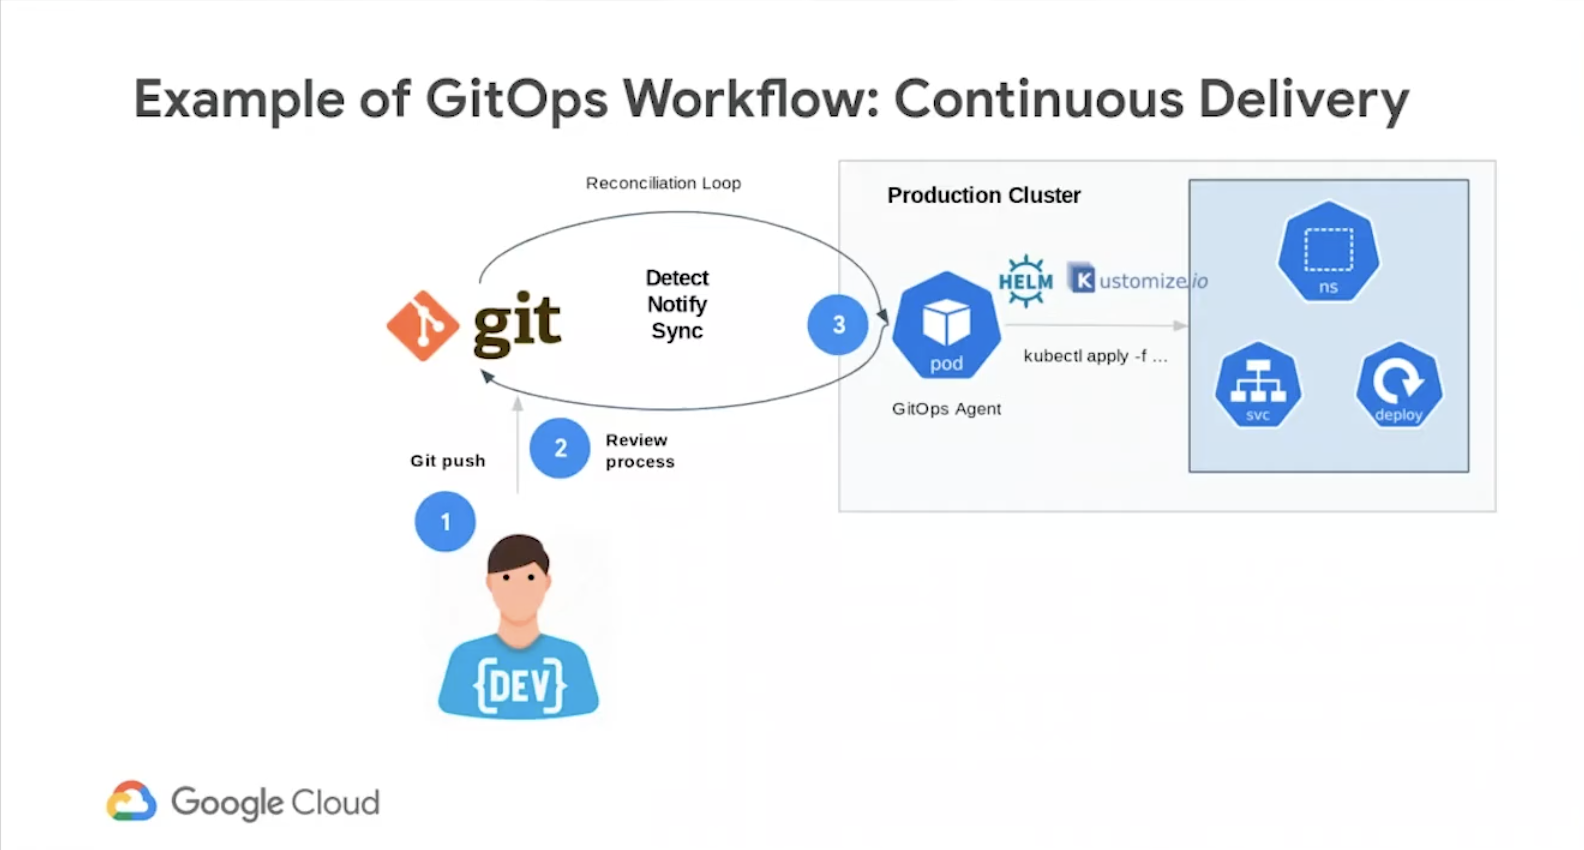 Example of GitOps Workflow: Continuous Delivery
Reconciliation Loop
Production Cluster
Detect
Notify
Sync
git
3
HELM
Kustomize.io
ns
pod
kubectl apply -f ...
GitOps Agent
svc
deploy
Git push
2
Review
process
1
{DEV}
Google Cloud